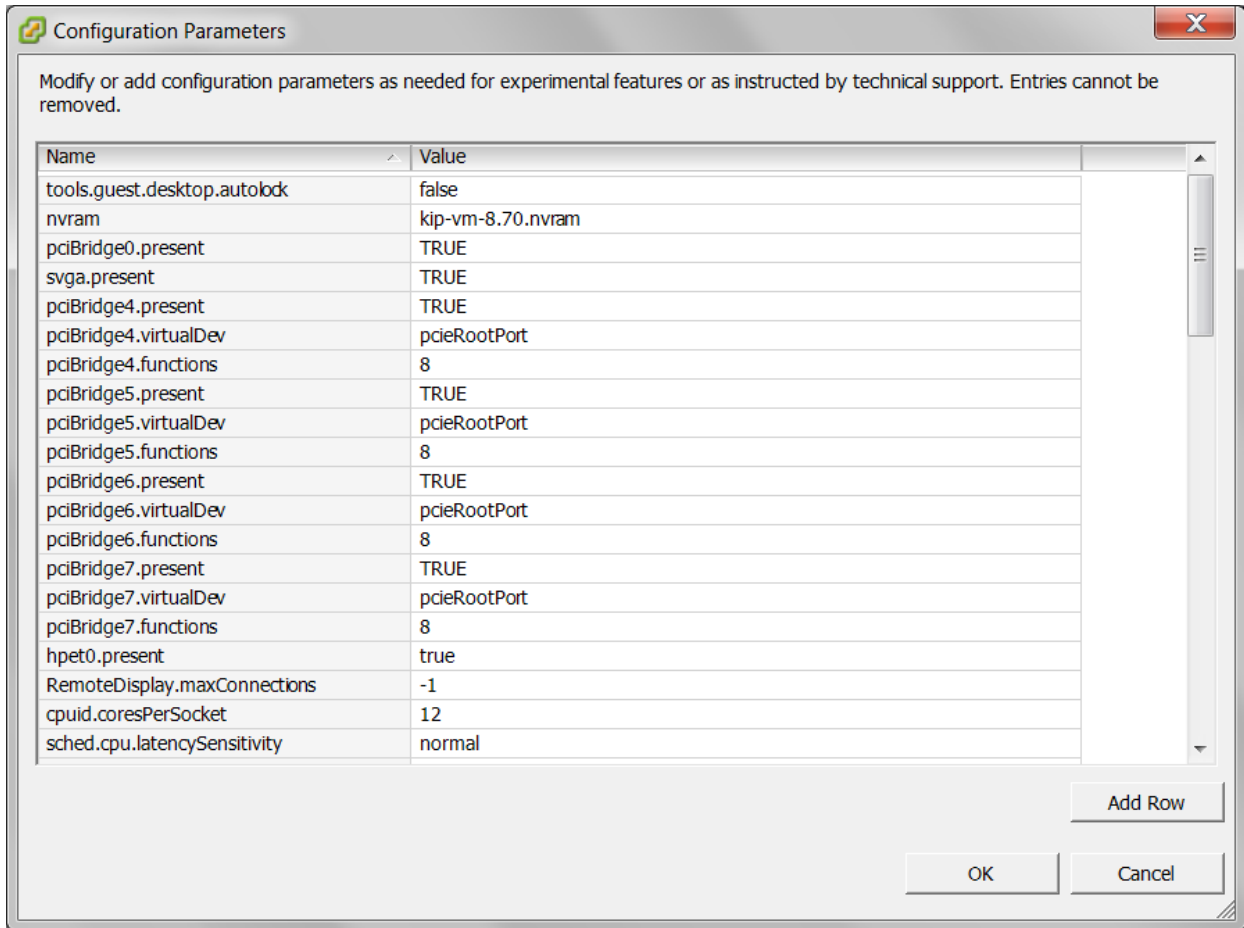 Configuration Parameters
Modify or add configuration parameters as needed for experimental features or as instructed by technical support. Entries cannot be
removed.
Name Value
tools.guest.desktop.autolock false
nvram kip-vm-8.70.nvram
pciBridge0.present TRUE
svga.present TRUE
pciBridge4.present TRUE
pciBridge4.virtualDev pcieRootPort
pciBridge4.functions 8
pciBridge5.present TRUE
pciBridge5.virtualDev pcieRootPort
pciBridge5.functions 8
pciBridge6.present TRUE
pciBridge6.virtualDev pcieRootPort
pciBridge6.functions 8
pciBridge7.present TRUE
pciBridge7.virtualDev pcieRootPort
pciBridge7.functions 8
hpet0.present true
RemoteDisplay.maxConnections -1
cpuid.coresPerSocket 12
sched.cpu.latencySensitivity normal
Add Row
OK Cancel